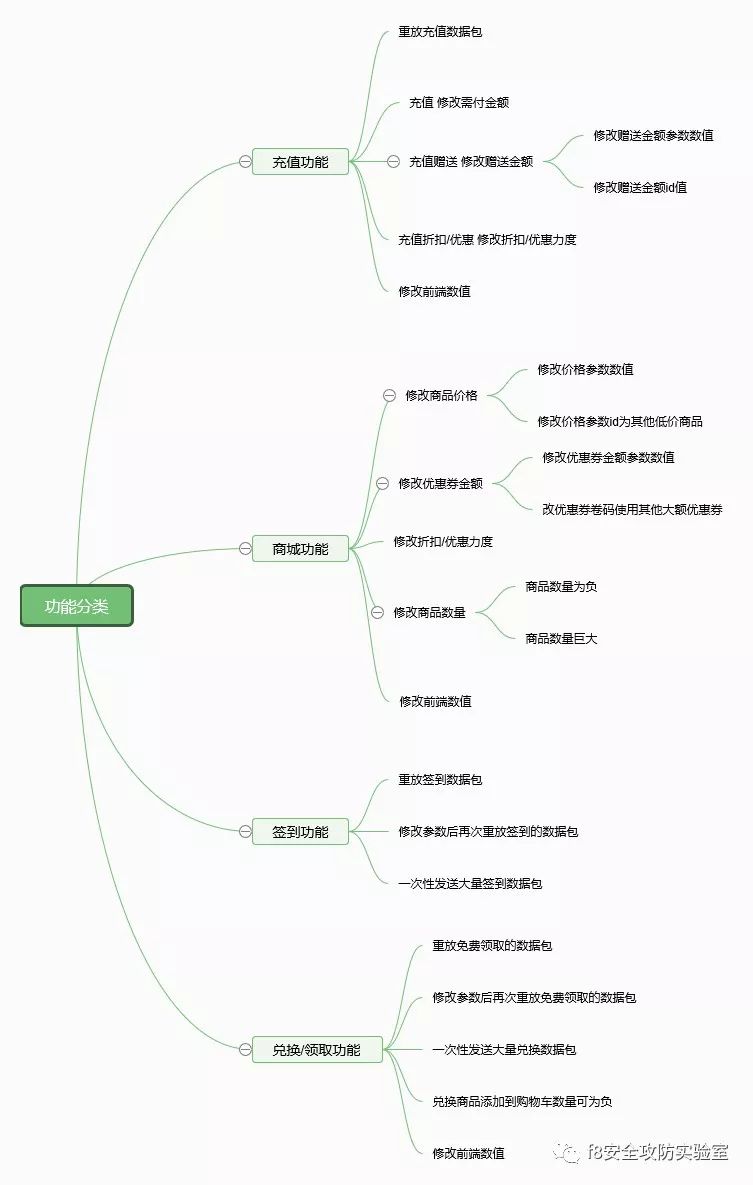 重放充值数据包
充值 修改需付金额
修改赠送金额参数数值
充值功能
充值赠送 修改赠送金额
修改赠送金额id值
充值折扣/优惠 修改折扣/优惠力度
修改前端数值
修改价格参数数值
修改商品价格
修改价格参数id为其他低价商品
修改优惠券金额参数数值
修改优惠券金额
改优惠券卷码使用其他大额优惠券
修改折扣/优惠力度
商城功能
商品数量为负
功能分类
修改商品数量
商品数量巨大
修改前端数值
重放签到数据包
签到功能
修改参数后再次重放签到的数据包
一次性发送大量签到数据包
重放免费领取的数据包
修改参数后再次重放免费领取的数据包
兑换/领取功能
一次性发送大量兑换数据包
兑换商品添加到购物车数量可为负
修改前端数值
f8安全攻防实验室